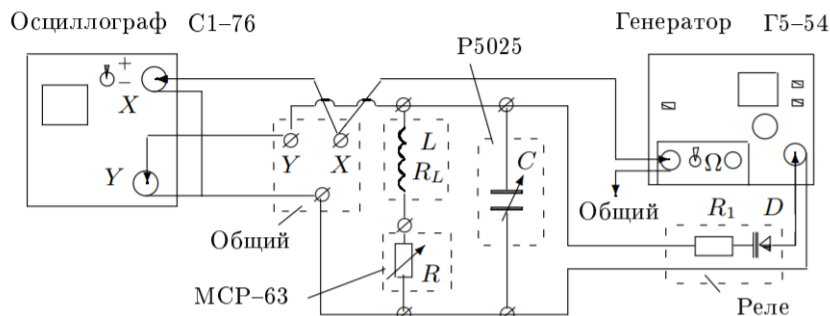 Осциллограф С1–76
Генератор Г5–54
Р5025
+
−
X
Y
Y X
L
R_L
C
Ω
Общий
Общий
R_1 D
МСР–63
R
Реле